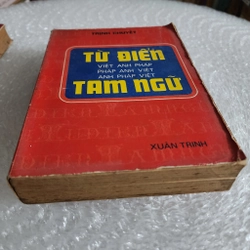 TỪ ĐIỂN
VIỆT ANH PHÁP
PHÁP ANH VIỆT
ANH PHÁP VIỆT
TAM NGỮ
XUÂN TRINH